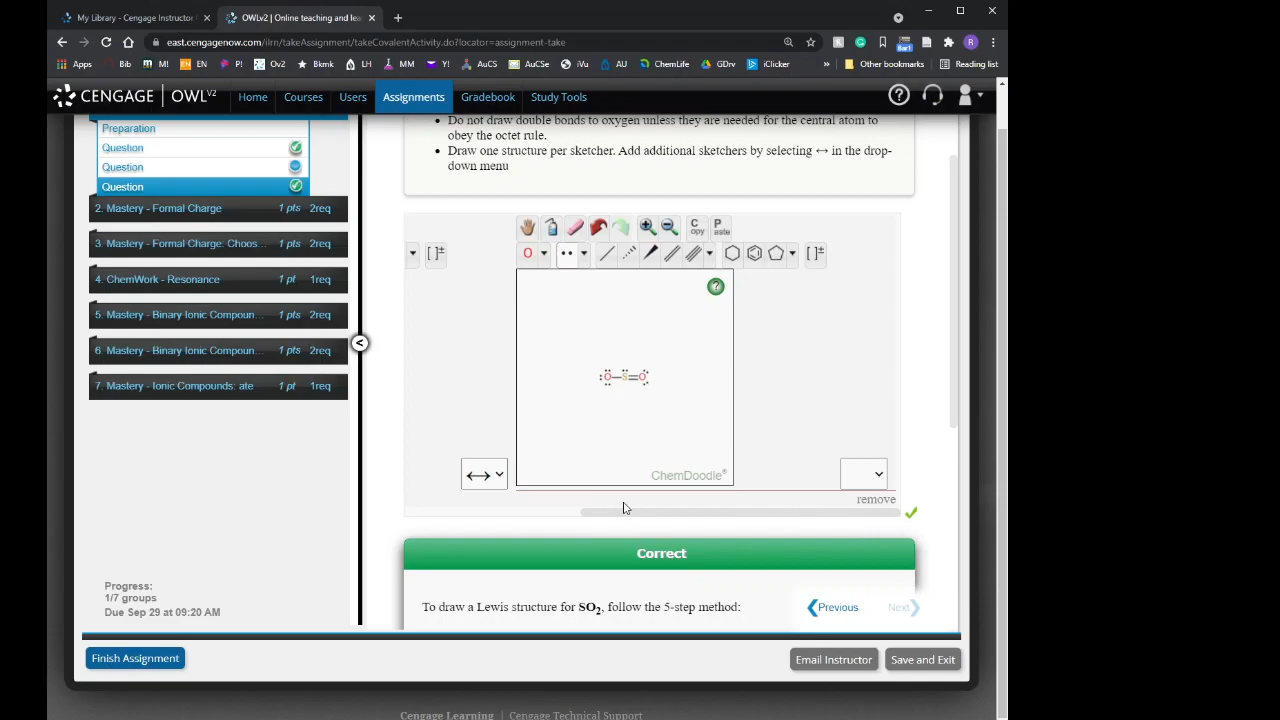 My Library - Cengage Instructor C
OWLv2 | Online teaching and lea
east.cengagenow.com/ilrn/takeAssignment/takeCovalentActivity.do?locator=assignment-take
R
Apps Bib M! EN EN P! Ov2 Bkmk LH MM Y! AuCS AuCSe iVu AU ChemLife GDrv iClicker » Other bookmarks Reading list
CENGAGE | OWLV2 Home Courses Users Assignments Gradebook Study Tools
Preparation
Question
Question
Question
2. Mastery - Formal Charge 1 pts 2req
3. Mastery - Formal Charge: Choos... 1 pts 2req
4. ChemWork - Resonance 1 pt 1req
5. Mastery - Binary Ionic Compoun... 1 pts 2req
6. Mastery - Binary Ionic Compoun... 1 pts 2req
7. Mastery - Ionic Compounds: ate 1 pt 1req
Progress:
1/7 groups
Due Sep 29 at 09:20 AM
• Do not draw double bonds to oxygen unless they are needed for the central atom to
obey the octet rule.
• Draw one structure per sketcher. Add additional sketchers by selecting ↔ in the drop-
down menu
C opy P aste
[ ]± O [ ]±
?
O S O
ChemDoodle®
↔
remove
Correct
To draw a Lewis structure for SO2, follow the 5-step method:
Previous Next
Finish Assignment Email Instructor Save and Exit
Cengage Learning | Cengage Technical Support